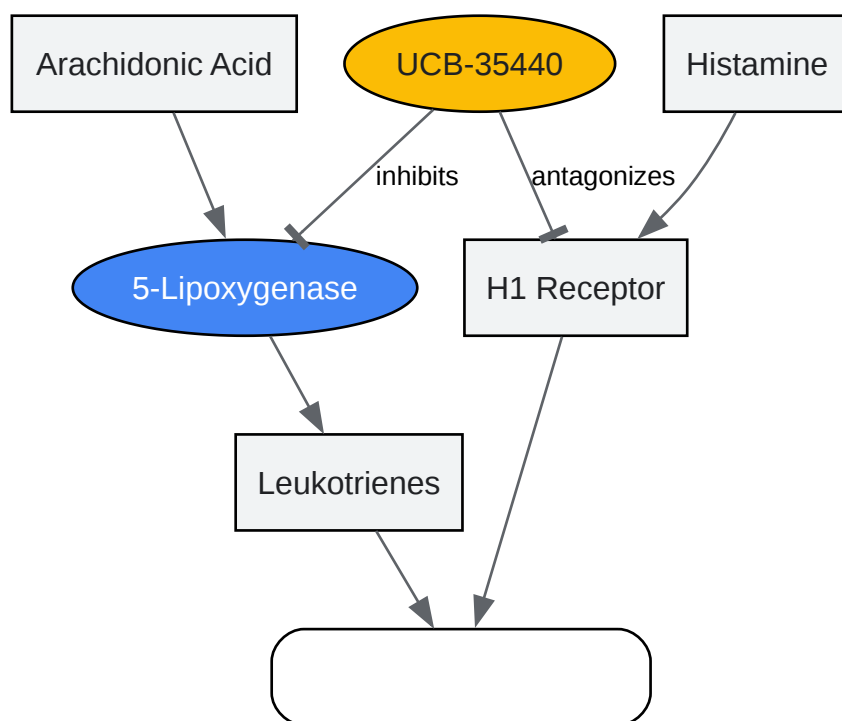 Arachidonic Acid
UCB-35440
Histamine
inhibits
antagonizes
5-Lipoxygenase
H1 Receptor
Leukotrienes